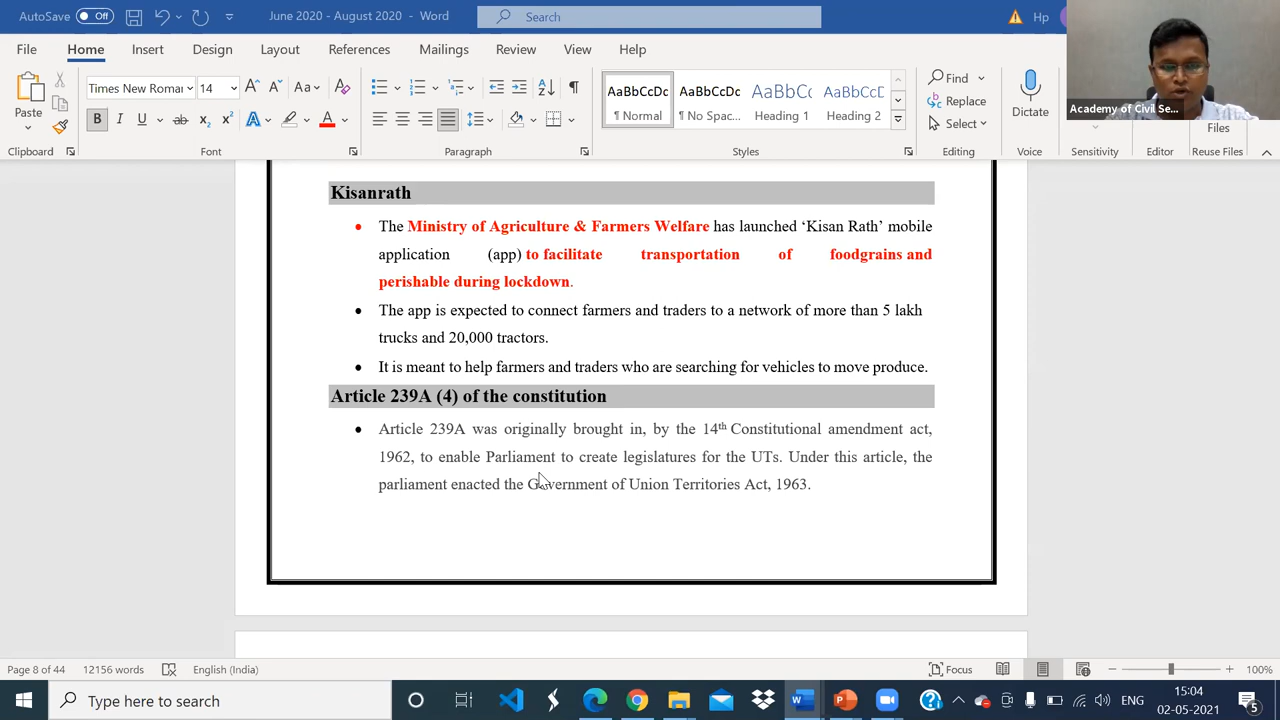 AutoSave Off June 2020 - August 2020 - Word Search Hp
File Home Insert Design Layout References Mailings Review View Help
Times New Roma 14 Aa AaBbCcDc AaBbCcDc AaBbCc AaBbCcD Find
Paste ¶ Normal ¶ No Spac... Heading 1 Heading 2 Replace Dictate
B I U ab x₂ x² A A Select Files
Clipboard Font Paragraph Styles Editing Voice Sensitivity Editor Reuse Files
Academy of Civil Se...
Kisanrath
• The Ministry of Agriculture & Farmers Welfare has launched ‘Kisan Rath’ mobile
application (app) to facilitate transportation of foodgrains and
perishable during lockdown.
• The app is expected to connect farmers and traders to a network of more than 5 lakh
trucks and 20,000 tractors.
• It is meant to help farmers and traders who are searching for vehicles to move produce.
Article 239A (4) of the constitution
• Article 239A was originally brought in, by the 14th Constitutional amendment act,
1962, to enable Parliament to create legislatures for the UTs. Under this article, the
parliament enacted the Government of Union Territories Act, 1963.
Page 8 of 44 12156 words English (India) Focus 100%
Type here to search ENG 15:04
02-05-2021 5